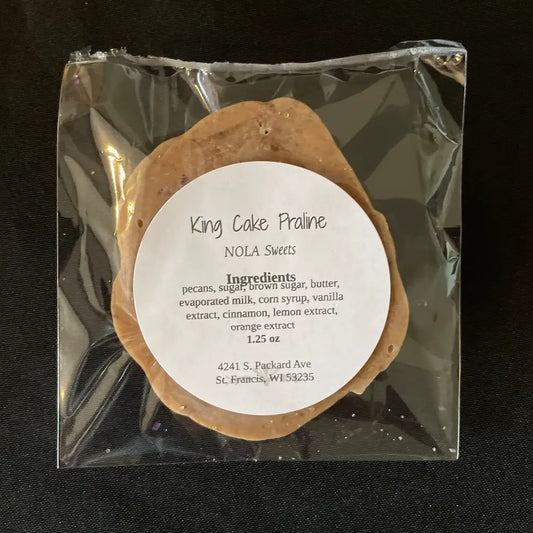 King Cake Praline
NOLA Sweets
Ingredients
pecans, sugar, brown sugar, butter,
evaporated milk, corn syrup, vanilla
extract, cinnamon, lemon extract,
orange extract
1.25 oz
4241 S. Packard Ave
St. Francis, WI 53235